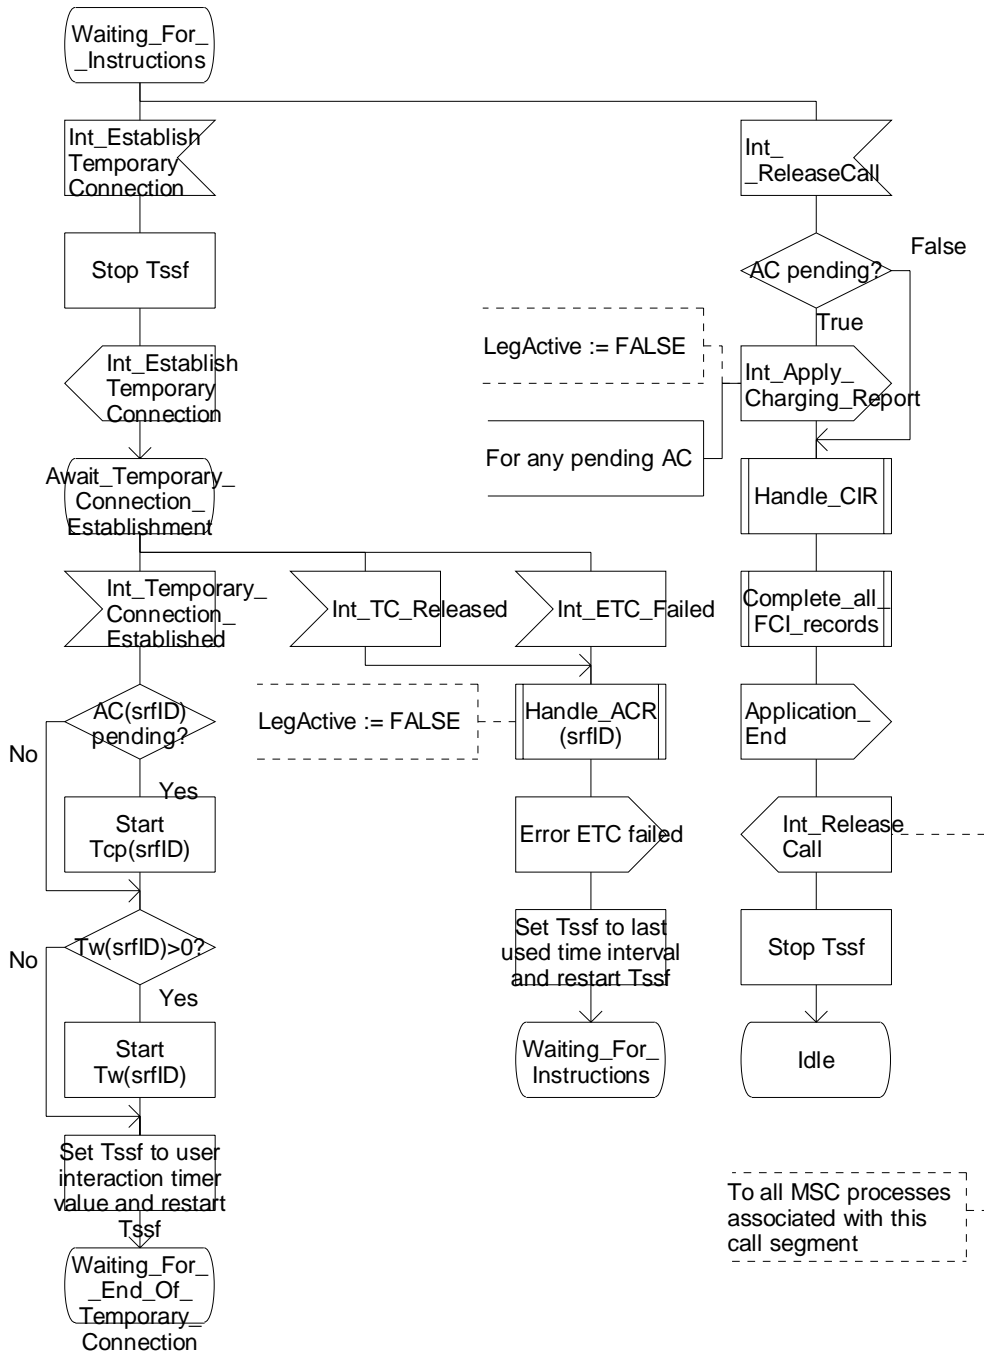 Waiting_For_
_Instructions
Int_Establish
Temporary
Connection
Stop Tssf
Int_Establish
Temporary
Connection
Await_Temporary_
Connection_
Establishment
Int_Temporary_
Connection_
Established
AC(srfID)
pending?
No
Yes
Start
Tcp(srfID)
Tw(srfID)>0?
No
Yes
Start
Tw(srfID)
Set Tssf to user
interaction timer
value and restart
Tssf
Waiting_For_
_End_Of_
Temporary_
Connection
Int_TC_Released
Int_ETC_Failed
LegActive := FALSE
Handle_ACR
(srfID)
Error ETC failed
Set Tssf to last
used time interval
and restart Tssf
Waiting_For_
Instructions
Int_
_ReleaseCall
AC pending?
False
True
LegActive := FALSE
Int_Apply_
Charging_Report
For any pending AC
Handle_CIR
Complete_all_
FCI_records
Application_
End
Int_Release_
Call
Stop Tssf
Idle
To all MSC processes
associated with this
call segment